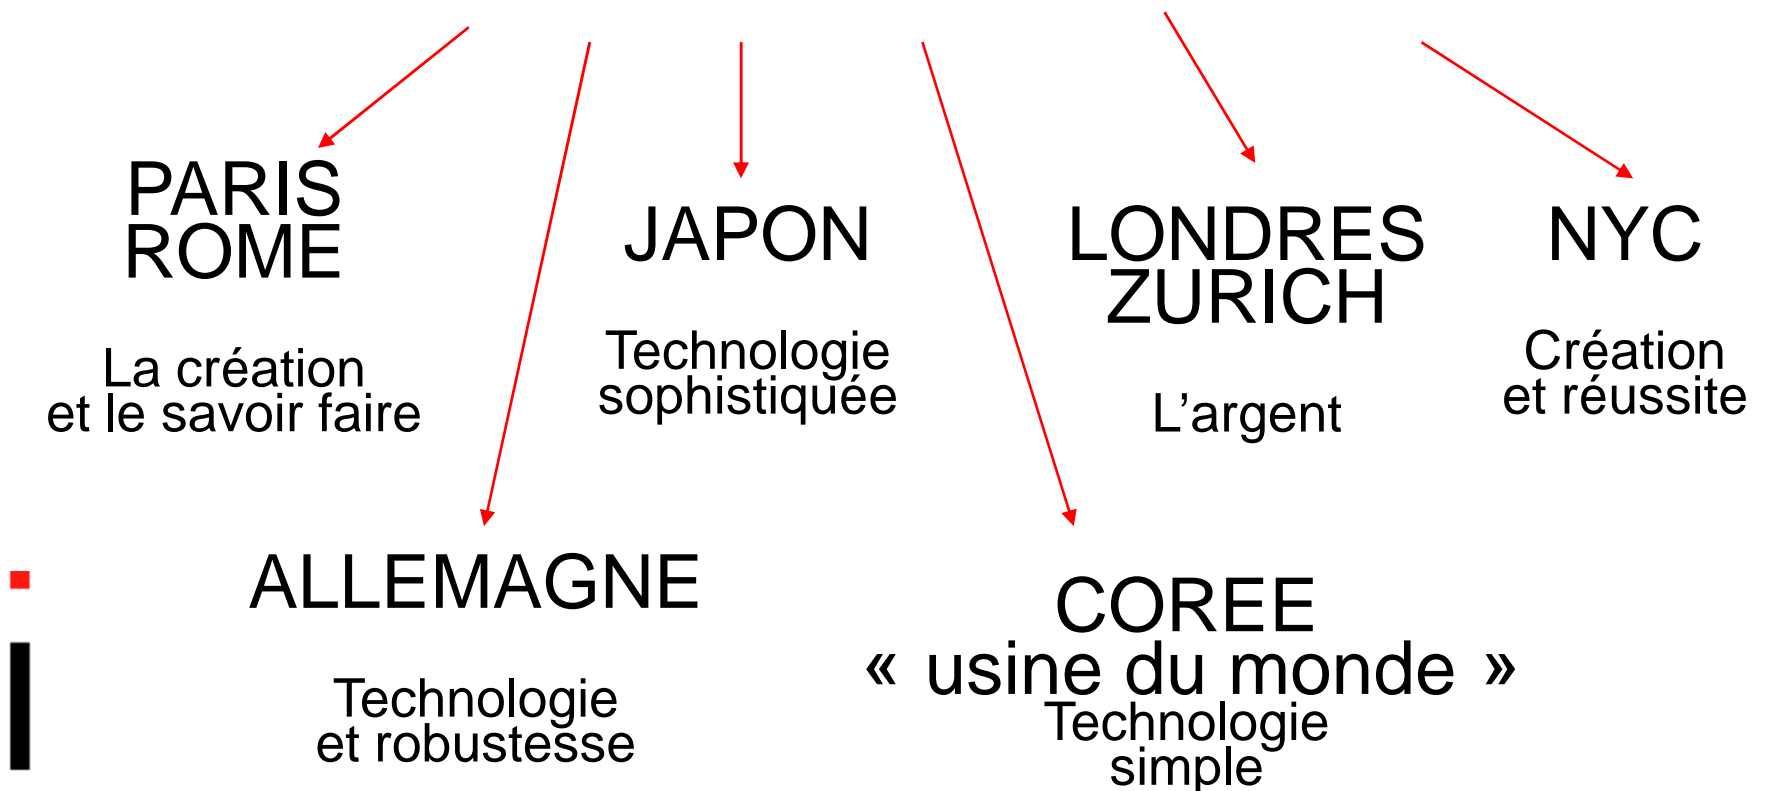 PARIS
ROME
La création
et le savoir faire
JAPON
Technologie
sophistiquée
LONDRES
ZURICH
L’argent
NYC
Création
et réussite
ALLEMAGNE
Technologie
et robustesse
COREE
« usine du monde »
Technologie
simple